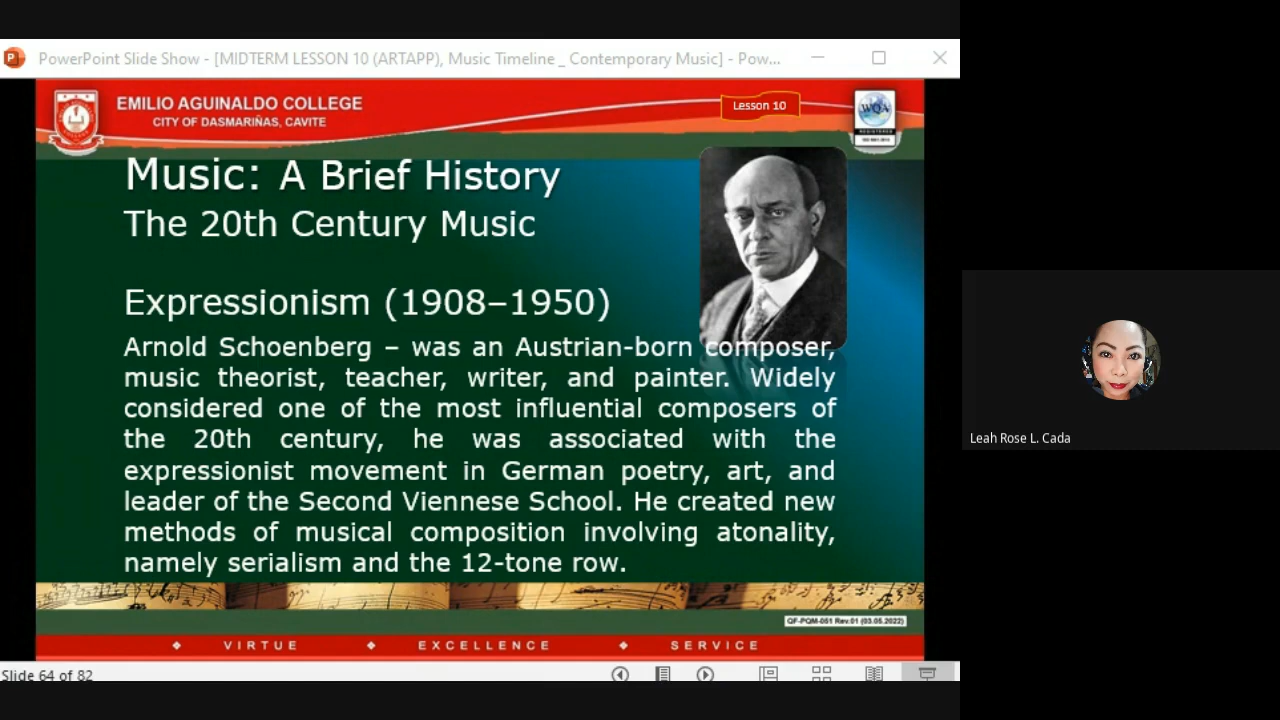 PowerPoint Slide Show - [MIDTERM LESSON 10 (ARTAPP), Music Timeline _ Contemporary Music] - Pow...
EMILIO AGUINALDO COLLEGE
CITY OF DASMARIÑAS, CAVITE
Lesson 10
WQA
Music: A Brief History
The 20th Century Music
Expressionism (1908–1950)
Arnold Schoenberg – was an Austrian-born composer,
music theorist, teacher, writer, and painter. Widely
considered one of the most influential composers of
the 20th century, he was associated with the
expressionist movement in German poetry, art, and
leader of the Second Viennese School. He created new
methods of musical composition involving atonality,
namely serialism and the 12-tone row.
Leah Rose L. Cada
QF-PQM-051 Rev.01 (03.05.2022)
VIRTUE EXCELLENCE SERVICE
Slide 64 of 82